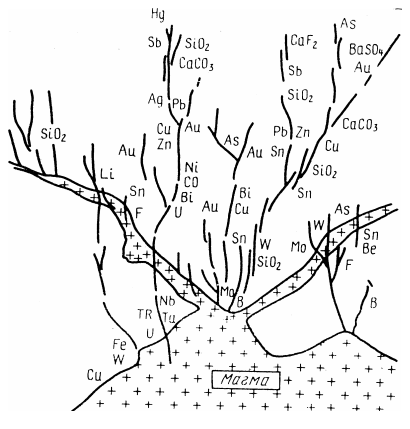 Hg
As
Sb SiO₂ CaF₂ BaSO₄
CaCO₃ Sb Au
Ag Pb SiO₂
Cu Au Pb Zn CaCO₃
SiO₂ Zn As Cu
Au Au Sn SiO₂
Li Ni
Sn CO Bi Sn
F Bi Cu
U Au W As
Sn W Mo Sn
SiO₂ Be
F
Nb Mo B B
TR Ta
U
Fe
W
Cu Магма